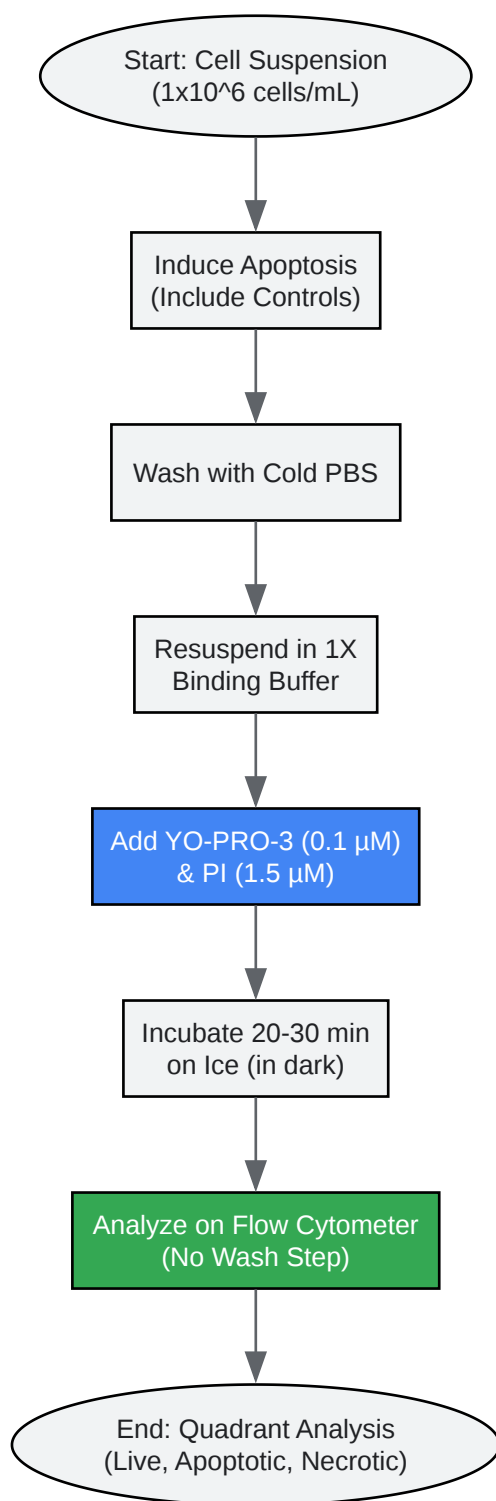 Start: Cell Suspension
(1x10^6 cells/mL)
Induce Apoptosis
(Include Controls)
Wash with Cold PBS
Resuspend in 1X
Binding Buffer
Add YO-PRO-3 (0.1 µM)
& PI (1.5 µM)
Incubate 20-30 min
on Ice (in dark)
Analyze on Flow Cytometer
(No Wash Step)
End: Quadrant Analysis
(Live, Apoptotic, Necrotic)